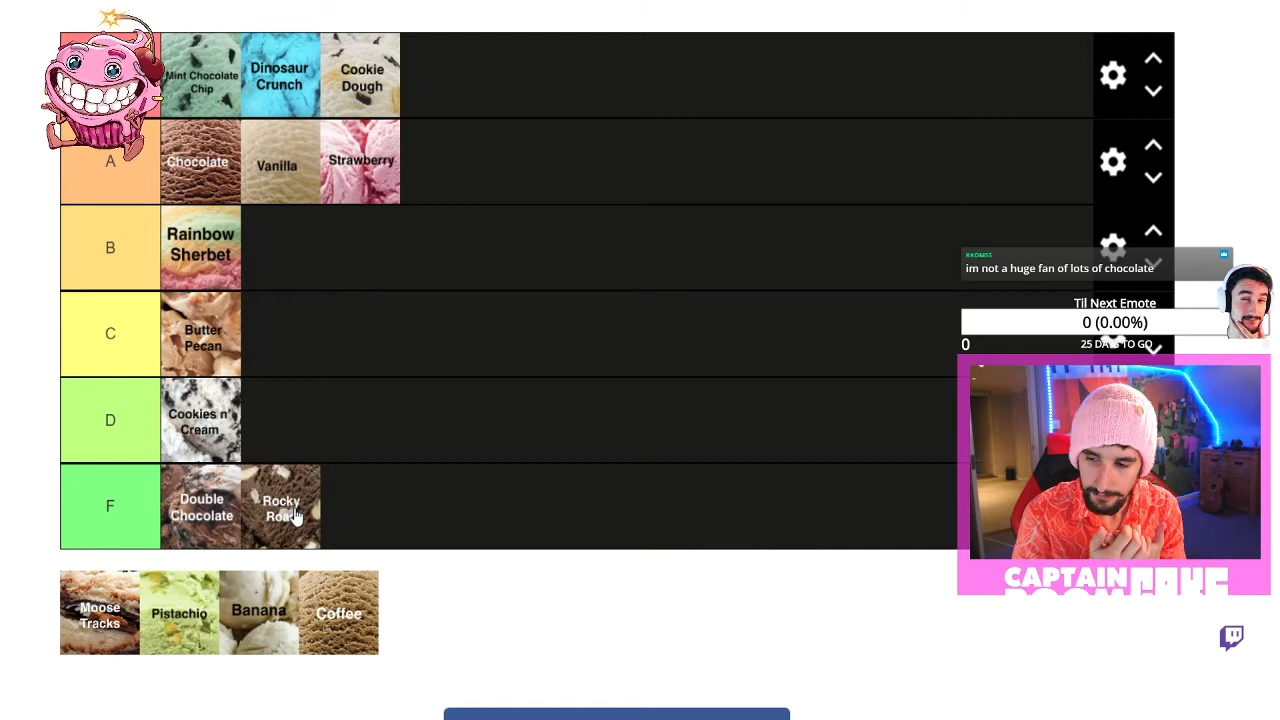 Mint Chocolate
Chip
Dinosaur
Crunch
Cookie
Dough
A
Chocolate
Vanilla
Strawberry
B
Rainbow
Sherbet
KKOMSS
im not a huge fan of lots of chocolate
Til Next Emote
0 (0.00%)
0
25 DAYS TO GO
C
Butter
Pecan
D
Cookies n'
Cream
F
Double
Chocolate
Rocky
Road
CAPTAIN
Moose
Tracks
Pistachio
Banana
Coffee